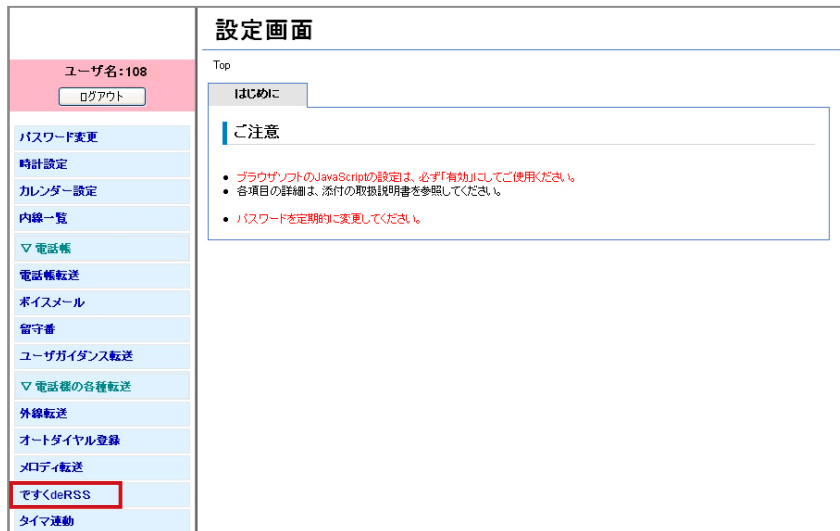 設定画面
ユーザ名:108
ログアウト
パスワード変更
時計設定
カレンダー設定
内線一覧
▽ 電話帳
電話帳転送
ボイスメール
留守番
ユーザガイダンス転送
▽ 電話機の各種転送
外線転送
オートダイヤル登録
メロディ転送
ですくdeRSS
タイマ連動
Top
はじめに
ご注意
● ブラウザソフトのJavaScriptの設定は、必ず「有効」にしてご使用ください。
● 各項目の詳細は、添付の取扱説明書を参照してください。
● パスワードを定期的に変更してください。